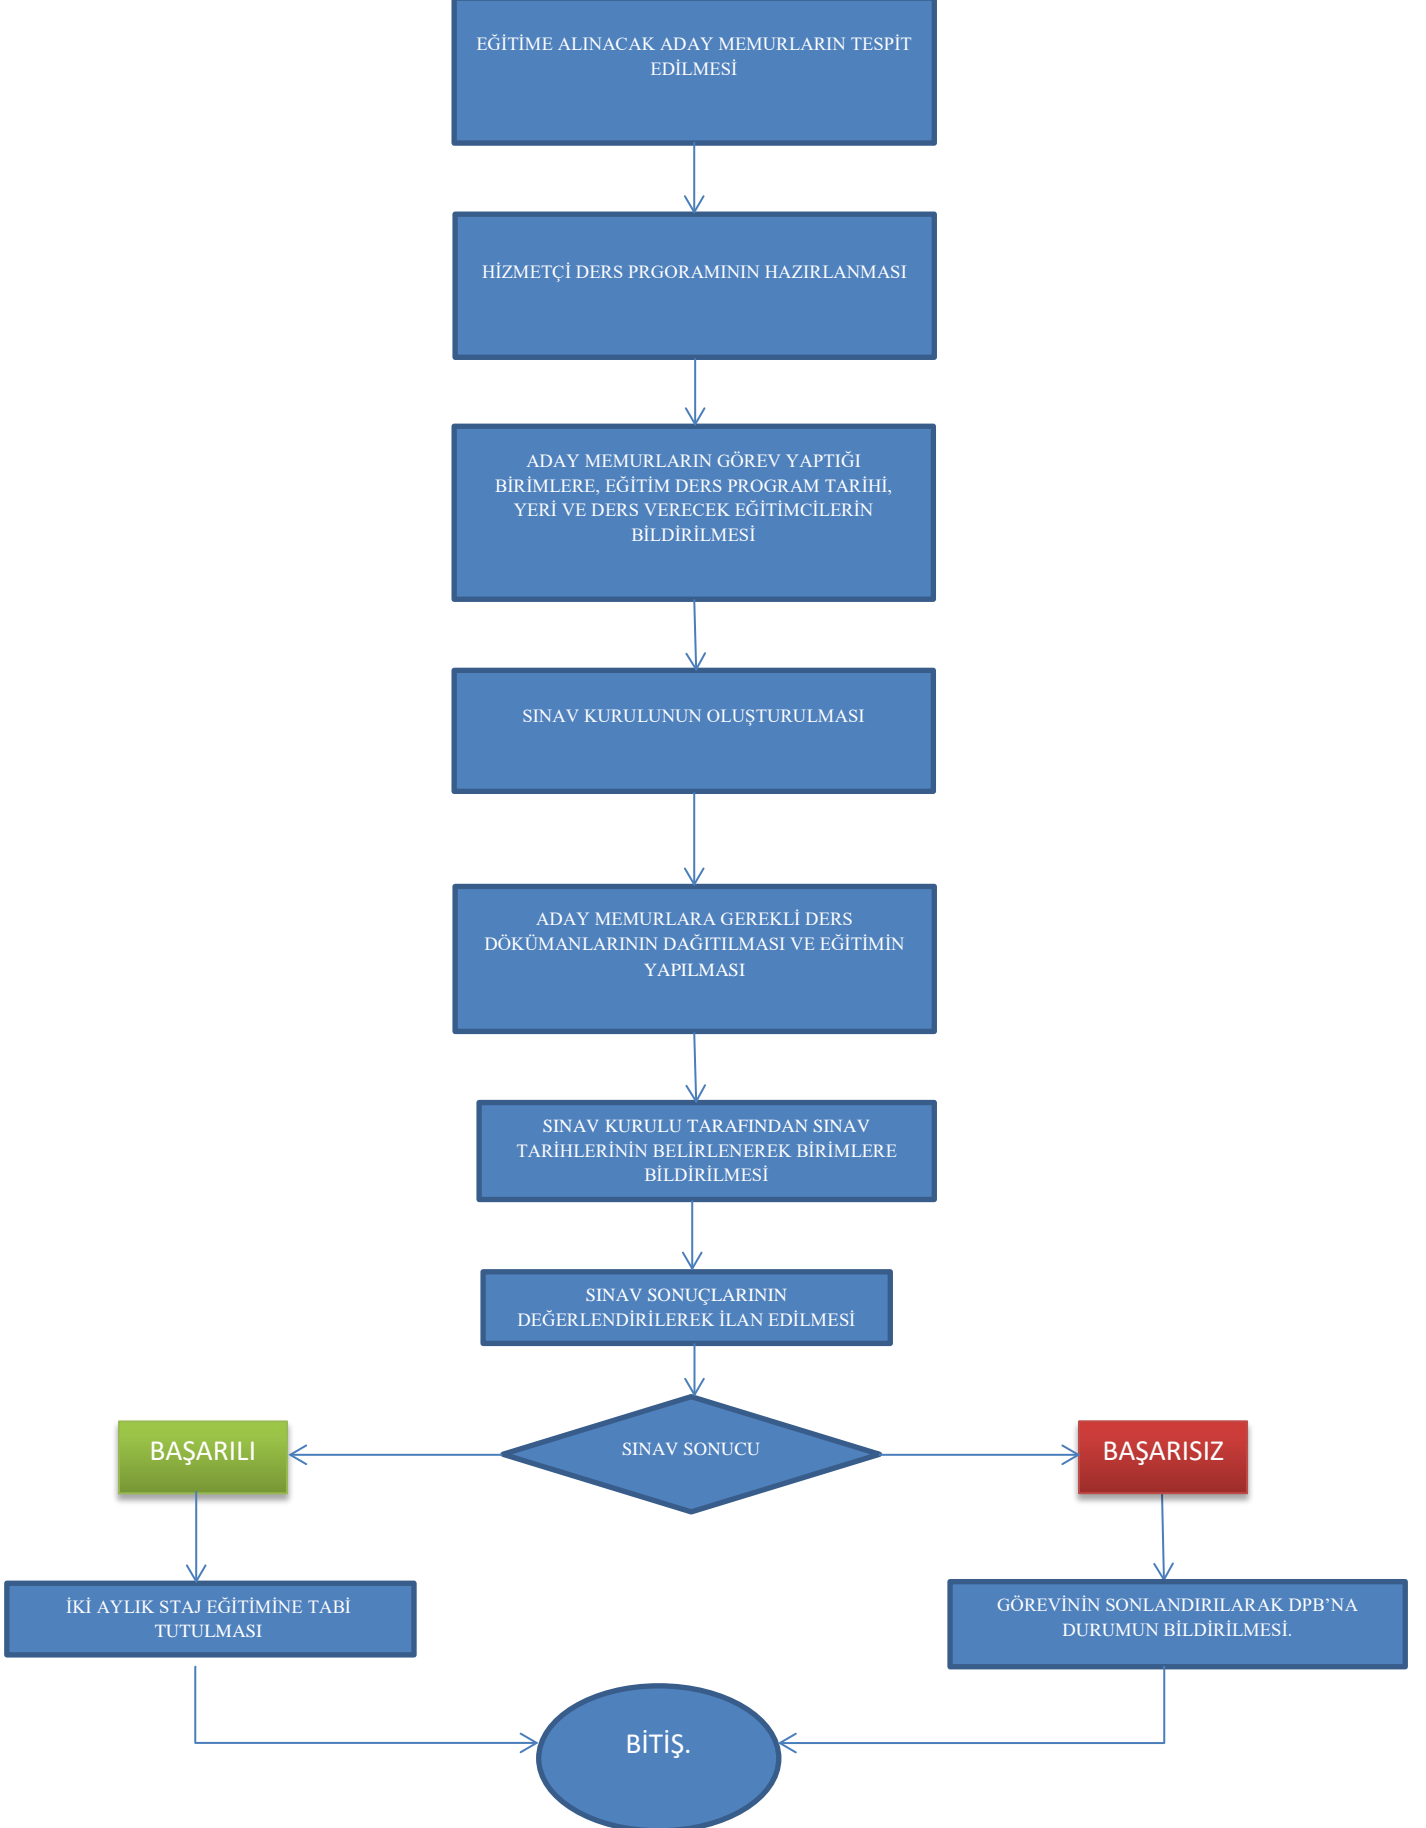 EĞİTİME ALINACAK ADAY MEMURLARIN TESPİT
EDİLMESİ
HİZMETÇİ DERS PRGORAMININ HAZIRLANMASI
ADAY MEMURLARIN GÖREV YAPTIĞI
BİRİMLERE, EĞİTİM DERS PROGRAM TARİHİ,
YERİ VE DERS VERECEK EĞİTİMCİLERİN
BİLDİRİLMESİ
SINAV KURULUNUN OLUŞTURULMASI
ADAY MEMURLARA GEREKLİ DERS
DÖKÜMANLARININ DAĞITILMASI VE EĞİTİMİN
YAPILMASI
SINAV KURULU TARAFINDAN SINAV
TARİHLERİNİN BELİRLENEREK BİRİMLERE
BİLDİRİLMESİ
SINAV SONUÇLARININ
DEĞERLENDİRİLEREK İLAN EDİLMESİ
SINAV SONUCU
BAŞARILI
BAŞARISIZ
İKİ AYLIK STAJ EĞİTİMİNE TABİ
TUTULMASI
GÖREVİNİN SONLANDIRILARAK DPB’NA
DURUMUN BİLDİRİLMESİ.
BİTİŞ.